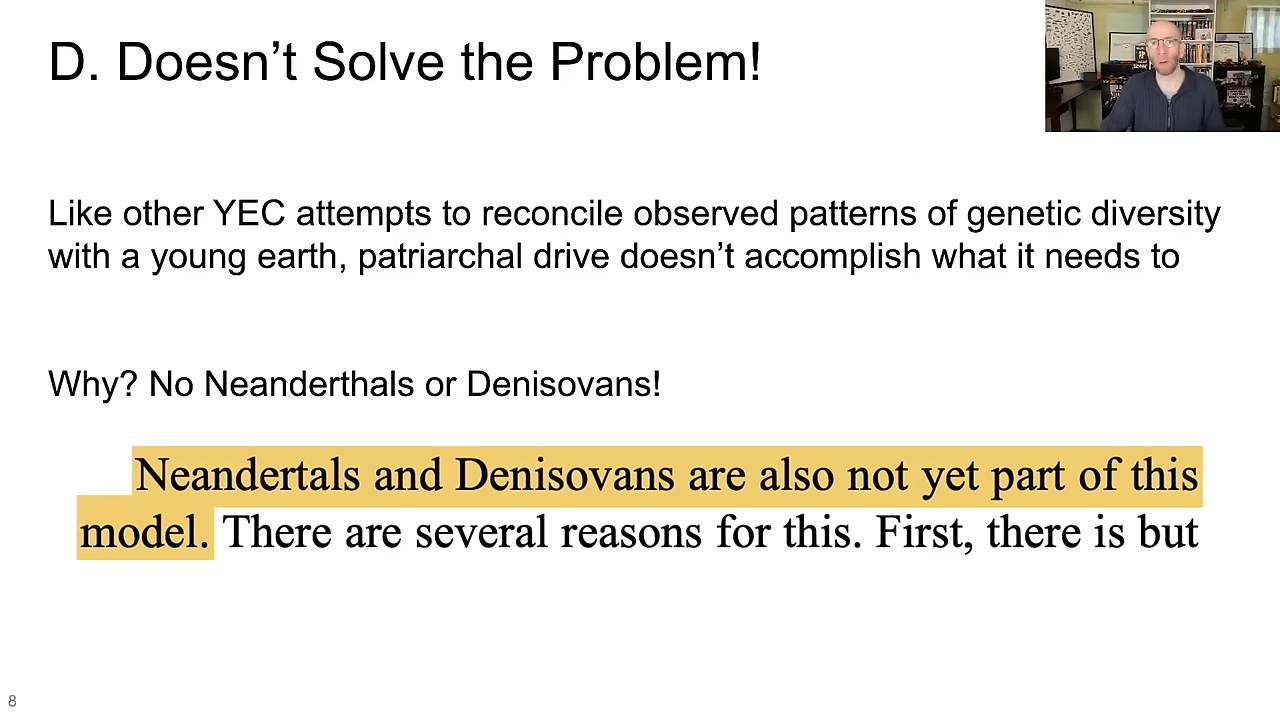 D. Doesn’t Solve the Problem!
Like other YEC attempts to reconcile observed patterns of genetic diversity
with a young earth, patriarchal drive doesn’t accomplish what it needs to
Why? No Neanderthals or Denisovans!
Neandertals and Denisovans are also not yet part of this
model. There are several reasons for this. First, there is but
8